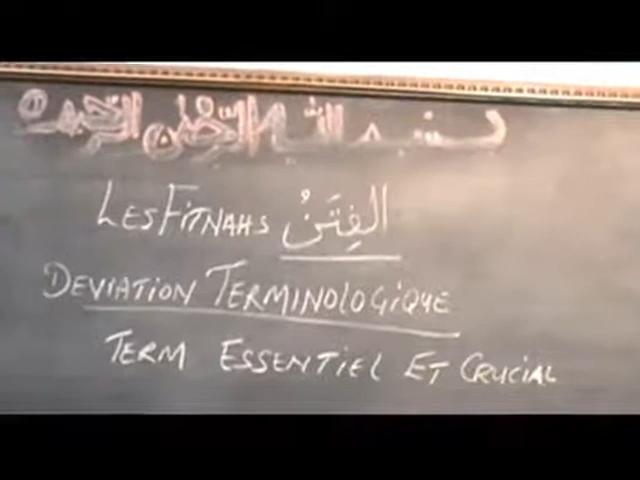 بسم الله الرحمن الرحيم
LES FITNAHS الفِتَنْ
DEVIATION TERMINOLOGIQUE
TERM ESSENTIEL ET CRUCIAL